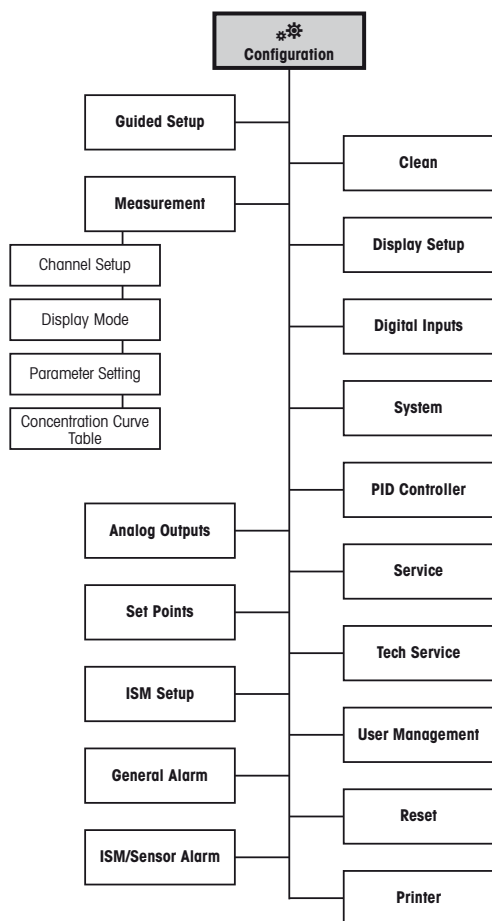 Configuration
Guided Setup
Clean
Measurement
Display Setup
Channel Setup
Display Mode
Digital Inputs
Parameter Setting
System
Concentration Curve
Table
PID Controller
Analog Outputs
Service
Set Points
Tech Service
ISM Setup
User Management
General Alarm
Reset
ISM/Sensor Alarm
Printer